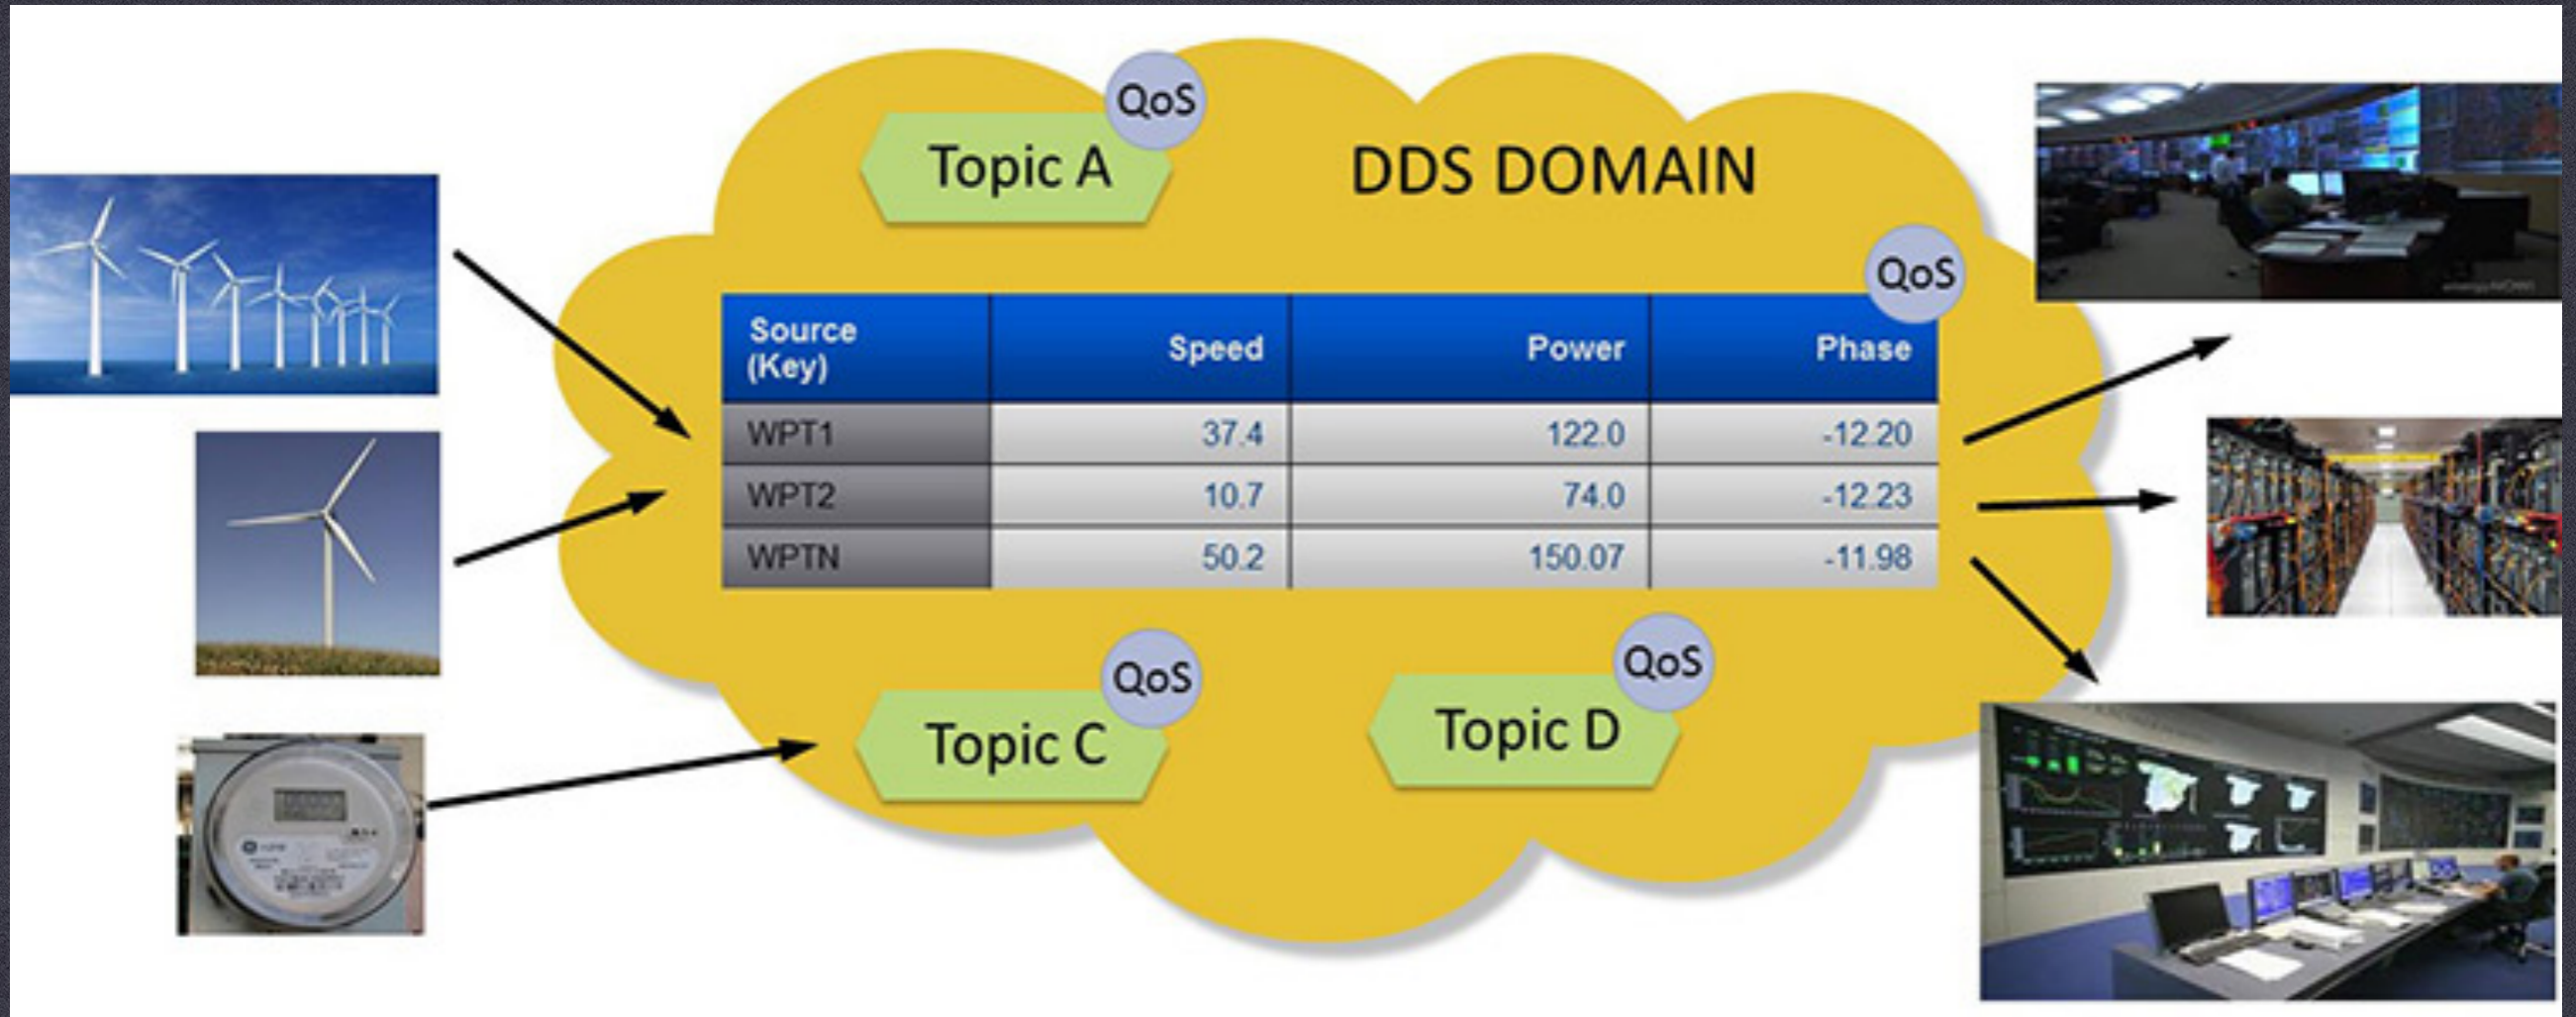 QoS
Topic A
DDS DOMAIN
QoS
Source
(Key)
Speed
Power
Phase
WPT1
37.4
122.0
-12.20
WPT2
10.7
74.0
-12.23
WPTN
50.2
150.07
-11.98
QoS
Topic C
QoS
Topic D